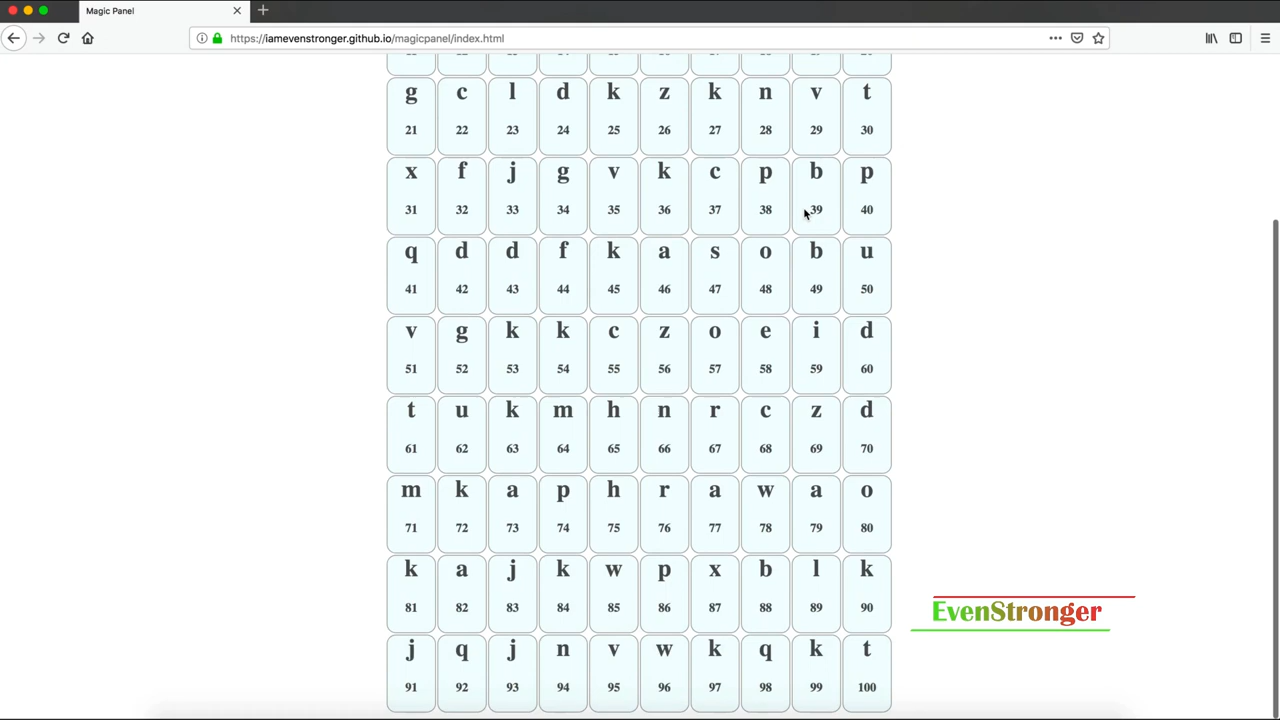 Magic Panel
https://iamevenstronger.github.io/magicpanel/index.html
g c l d k z k n v t
21 22 23 24 25 26 27 28 29 30
x f j g v k c p b p
31 32 33 34 35 36 37 38 39 40
q d d f k a s o b u
41 42 43 44 45 46 47 48 49 50
v g k k c z o e i d
51 52 53 54 55 56 57 58 59 60
t u k m h n r c z d
61 62 63 64 65 66 67 68 69 70
m k a p h r a w a o
71 72 73 74 75 76 77 78 79 80
k a j k w p x b l k
81 82 83 84 85 86 87 88 89 90
EvenStronger
j q j n v w k q k t
91 92 93 94 95 96 97 98 99 100